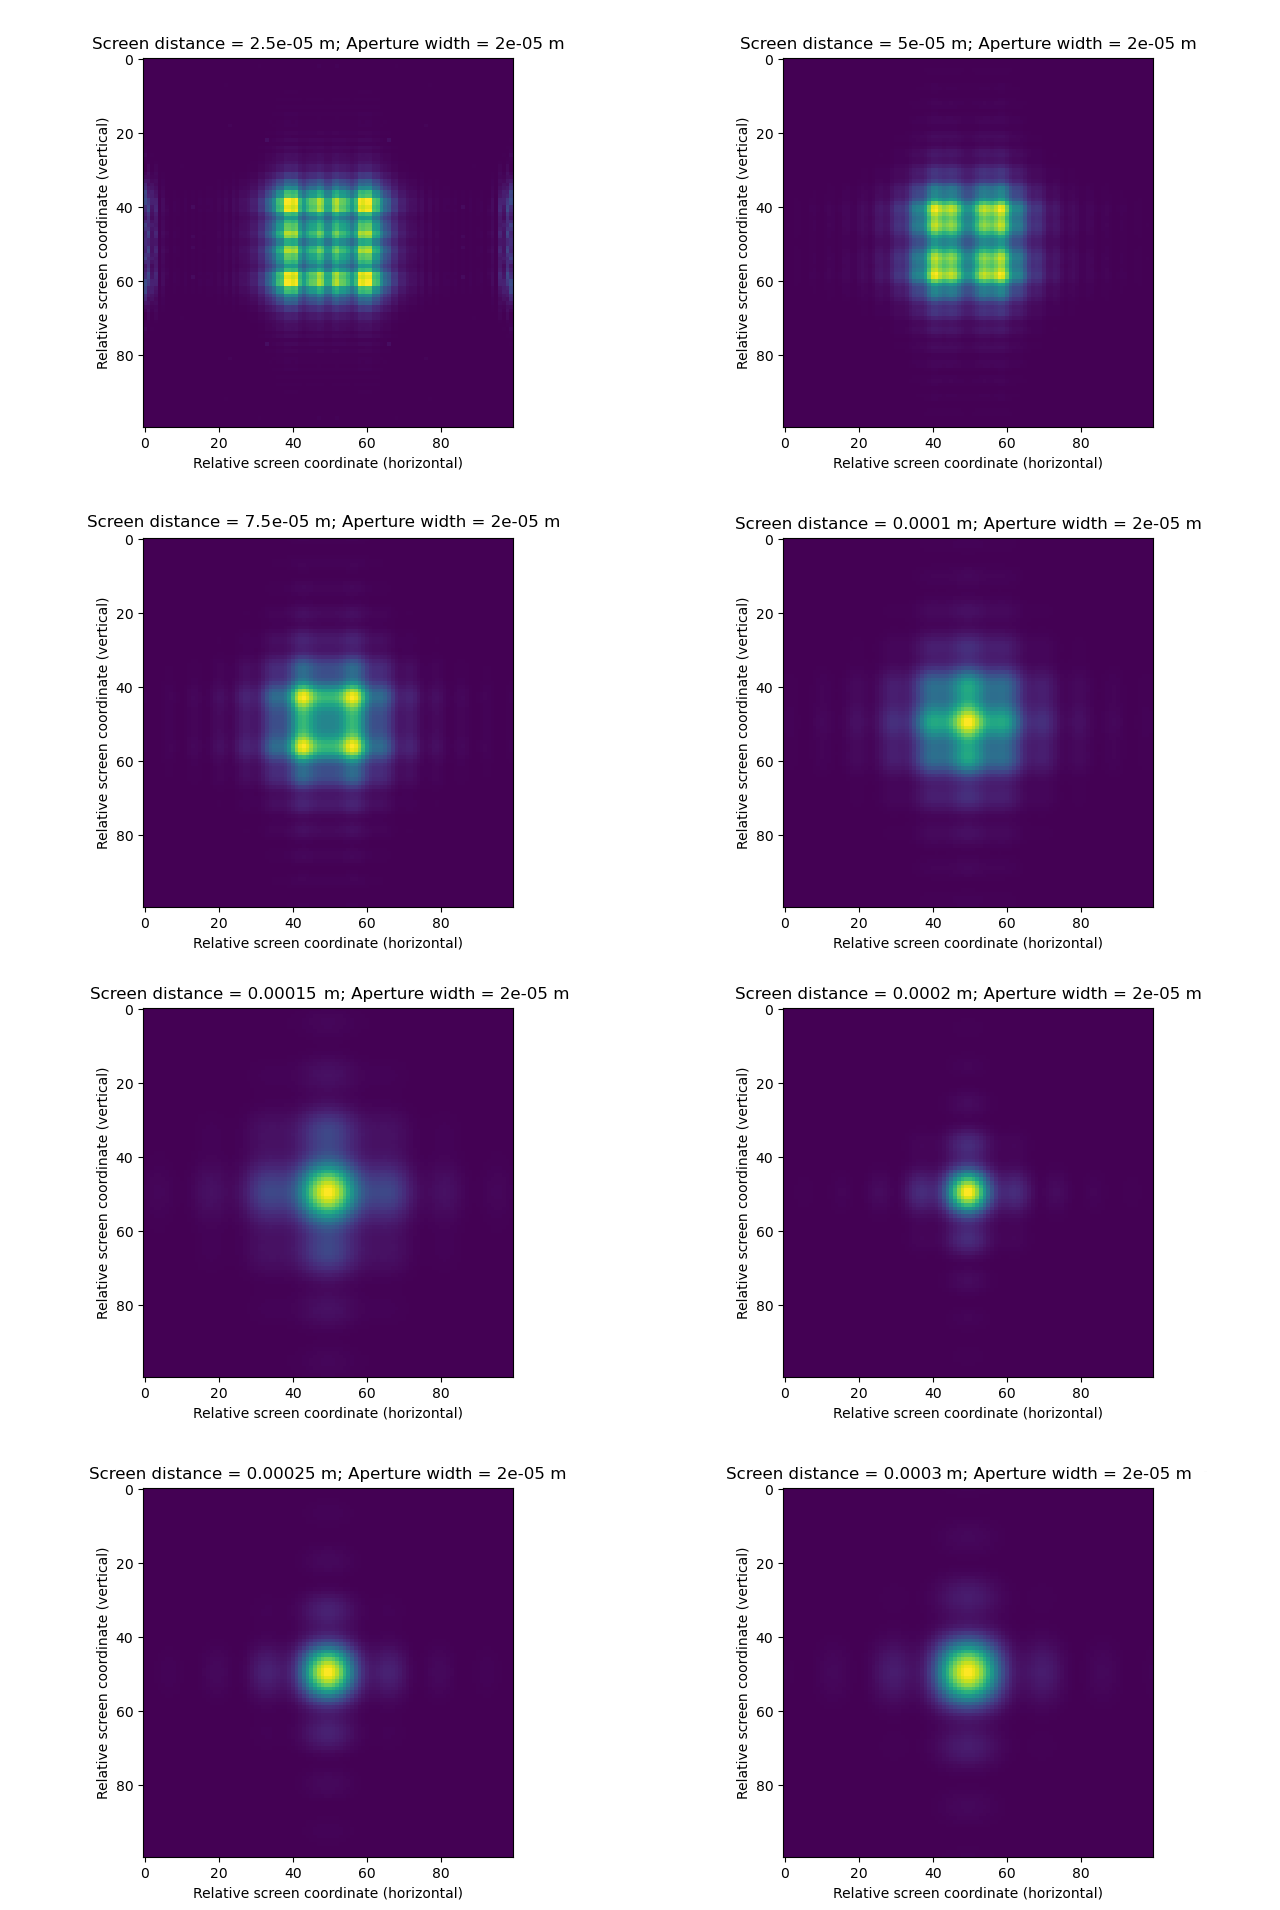 Screen distance = 2.5e-05 m; Aperture width = 2e-05 m
Relative screen coordinate (vertical)
0
20
40
60
80
0 20 40 60 80
Relative screen coordinate (horizontal)
Screen distance = 5e-05 m; Aperture width = 2e-05 m
Relative screen coordinate (vertical)
0
20
40
60
80
0 20 40 60 80
Relative screen coordinate (horizontal)
Screen distance = 7.5e-05 m; Aperture width = 2e-05 m
Relative screen coordinate (vertical)
0
20
40
60
80
0 20 40 60 80
Relative screen coordinate (horizontal)
Screen distance = 0.0001 m; Aperture width = 2e-05 m
Relative screen coordinate (vertical)
0
20
40
60
80
0 20 40 60 80
Relative screen coordinate (horizontal)
Screen distance = 0.00015 m; Aperture width = 2e-05 m
Relative screen coordinate (vertical)
0
20
40
60
80
0 20 40 60 80
Relative screen coordinate (horizontal)
Screen distance = 0.0002 m; Aperture width = 2e-05 m
Relative screen coordinate (vertical)
0
20
40
60
80
0 20 40 60 80
Relative screen coordinate (horizontal)
Screen distance = 0.00025 m; Aperture width = 2e-05 m
Relative screen coordinate (vertical)
0
20
40
60
80
0 20 40 60 80
Relative screen coordinate (horizontal)
Screen distance = 0.0003 m; Aperture width = 2e-05 m
Relative screen coordinate (vertical)
0
20
40
60
80
0 20 40 60 80
Relative screen coordinate (horizontal)